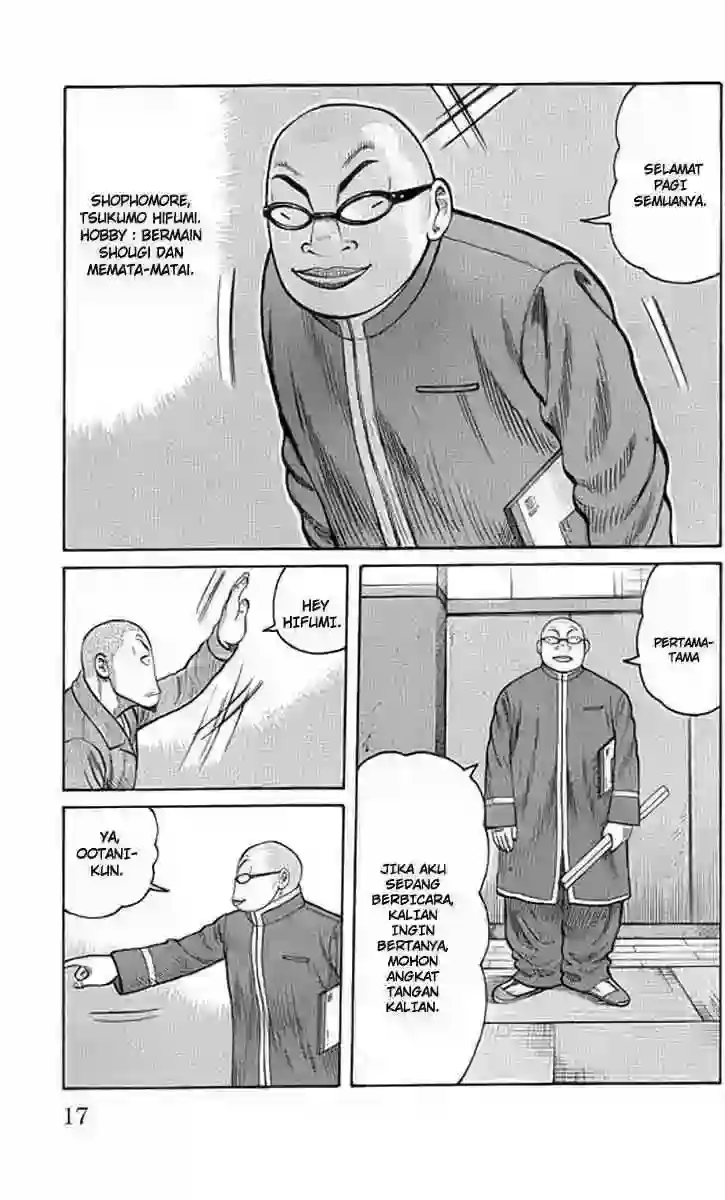 SELAMAT
PAGI
SEMUANYA.
SHOPHOMORE,
TSUKUMO HIFUMI.
HOBBY : BERMAIN
SHOUGI DAN
MEMATA-MATAI.
PERTAMA-
TAMA
JIKA AKU
SEDANG
BERBICARA,
KALIAN
INGIN
BERTANYA,
MOHON
ANGKAT
TANGAN
KALIAN.
HEY
HIFUMI.
YA,
OOTANI-
KUN.
17